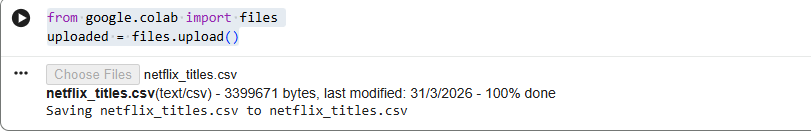 from google.colab import files
uploaded = files.upload()
Choose Files netflix_titles.csv
netflix_titles.csv(text/csv) - 3399671 bytes, last modified: 31/3/2026 - 100% done
Saving netflix_titles.csv to netflix_titles.csv